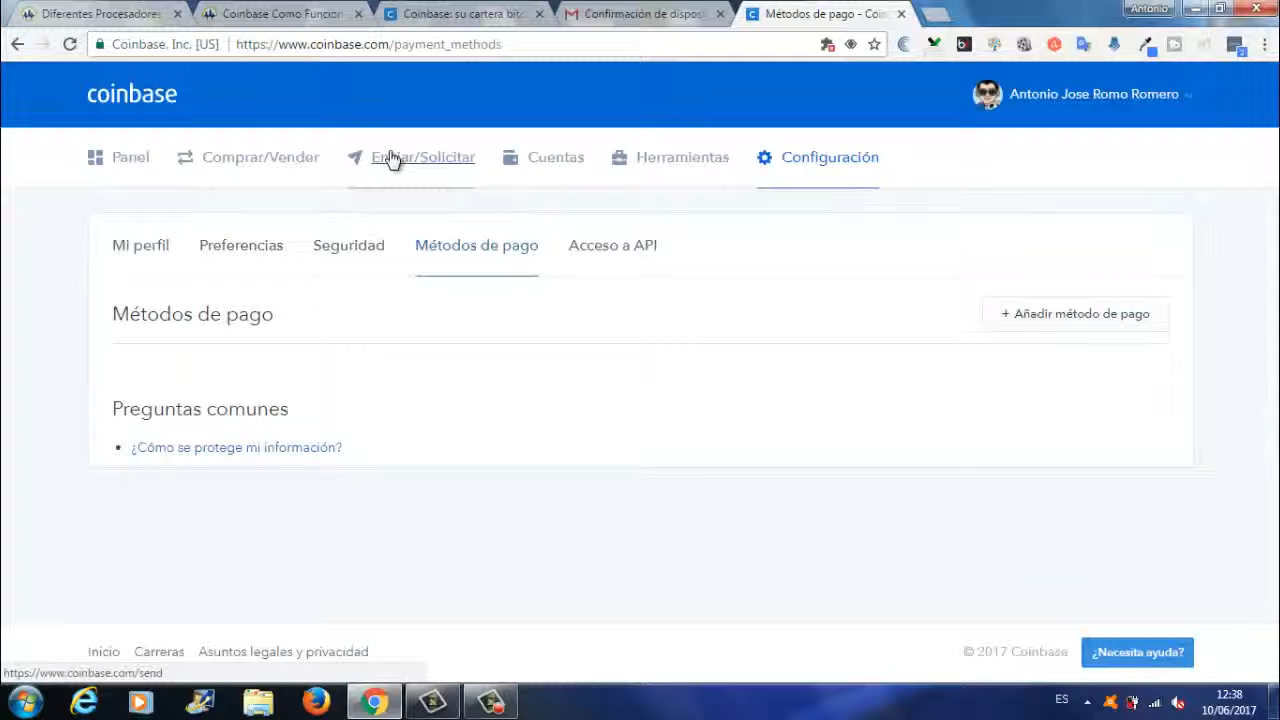 Diferentes Procesadores
Coinbase Como Funcion
Coinbase: su cartera bitc
Confirmación de dispos
Métodos de pago - Coin
Antonio
Coinbase, Inc. [US] | https://www.coinbase.com/payment_methods
coinbase
Antonio Jose Romo Romero
Panel
Comprar/Vender
Enviar/Solicitar
Cuentas
Herramientas
Configuración
Mi perfil
Preferencias
Seguridad
Métodos de pago
Acceso a API
Métodos de pago
+ Añadir método de pago
Preguntas comunes
• ¿Cómo se protege mi información?
Inicio
Carreras
Asuntos legales y privacidad
© 2017 Coinbase
¿Necesita ayuda?
https://www.coinbase.com/send
ES
12:38
10/06/2017